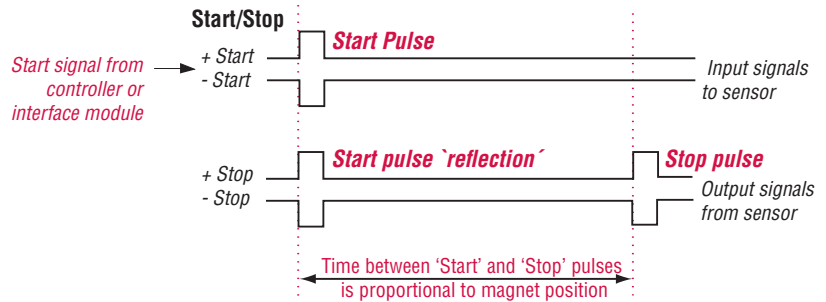 Start/Stop
+ Start
- Start
Start Pulse
Start signal from
controller or
interface module
Input signals
to sensor
+ Stop
- Stop
Start pulse `reflection´
Stop pulse
Output signals
from sensor
Time between ‘Start’ and ‘Stop’ pulses
is proportional to magnet position